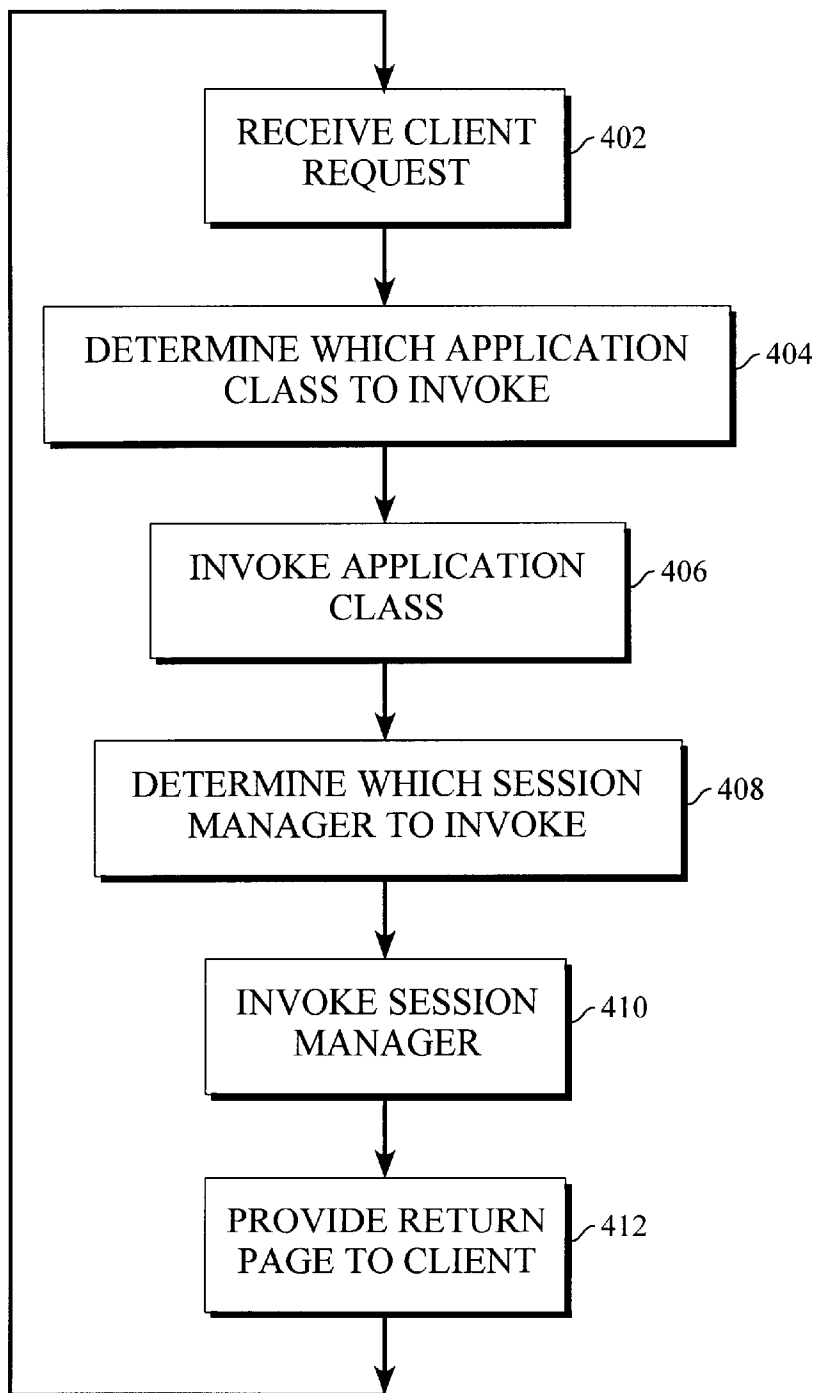 RECEIVE CLIENT
REQUEST
402
DETERMINE WHICH APPLICATION
CLASS TO INVOKE
404
INVOKE APPLICATION
CLASS
406
DETERMINE WHICH SESSION
MANAGER TO INVOKE
408
INVOKE SESSION
MANAGER
410
PROVIDE RETURN
PAGE TO CLIENT
412